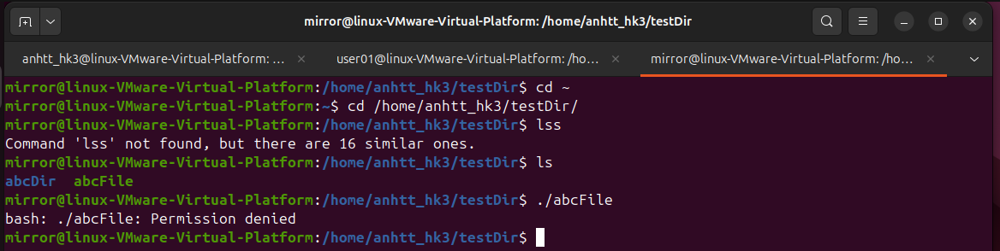 mirror@linux-VMware-Virtual-Platform: /home/anhtt_hk3/testDir
anhtt_hk3@linux-VMware-Virtual-Platform: ...
user01@linux-VMware-Virtual-Platform: /ho...
mirror@linux-VMware-Virtual-Platform: /ho...
mirror@linux-VMware-Virtual-Platform:/home/anhtt_hk3/testDir$ cd ~
mirror@linux-VMware-Virtual-Platform:~$ cd /home/anhtt_hk3/testDir/
mirror@linux-VMware-Virtual-Platform:/home/anhtt_hk3/testDir$ lss
Command 'lss' not found, but there are 16 similar ones.
mirror@linux-VMware-Virtual-Platform:/home/anhtt_hk3/testDir$ ls
abcDir  abcFile
mirror@linux-VMware-Virtual-Platform:/home/anhtt_hk3/testDir$ ./abcFile
bash: ./abcFile: Permission denied
mirror@linux-VMware-Virtual-Platform:/home/anhtt_hk3/testDir$